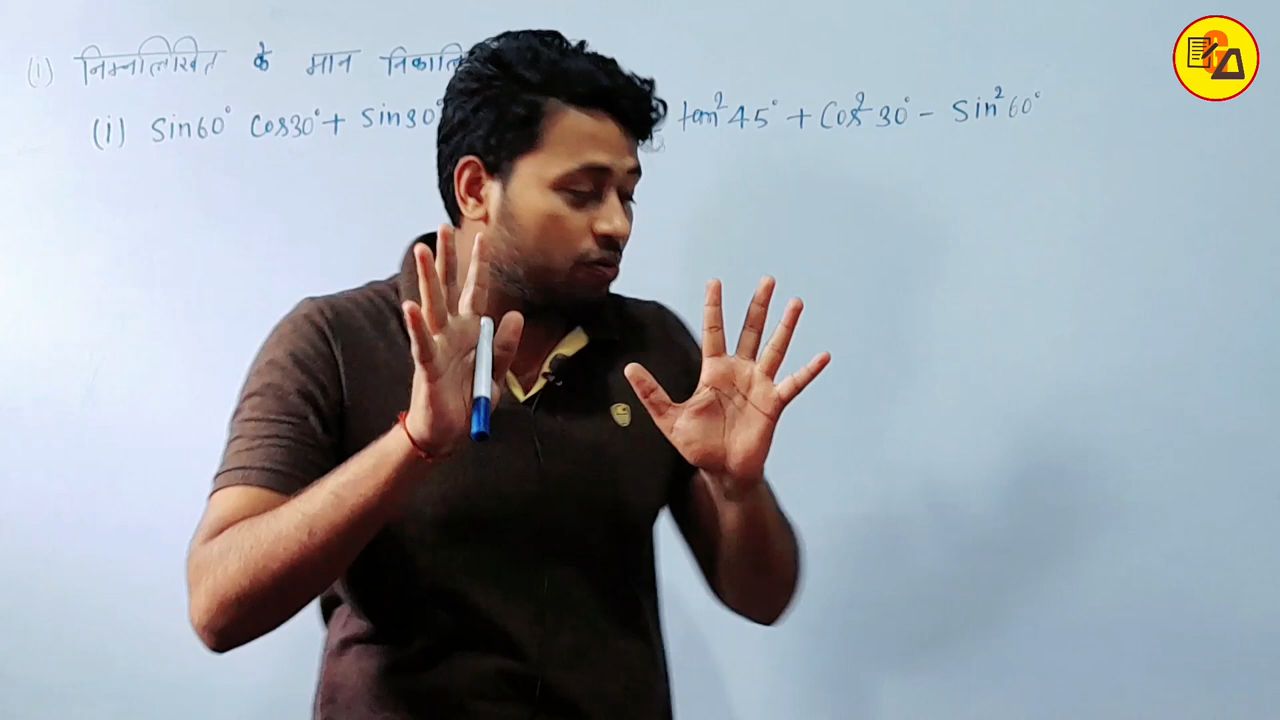 (1) निम्नलिखित के मान
(i) Sin60° Cos30° + Sin30° tan²45° + Cos²30° - Sin²60°